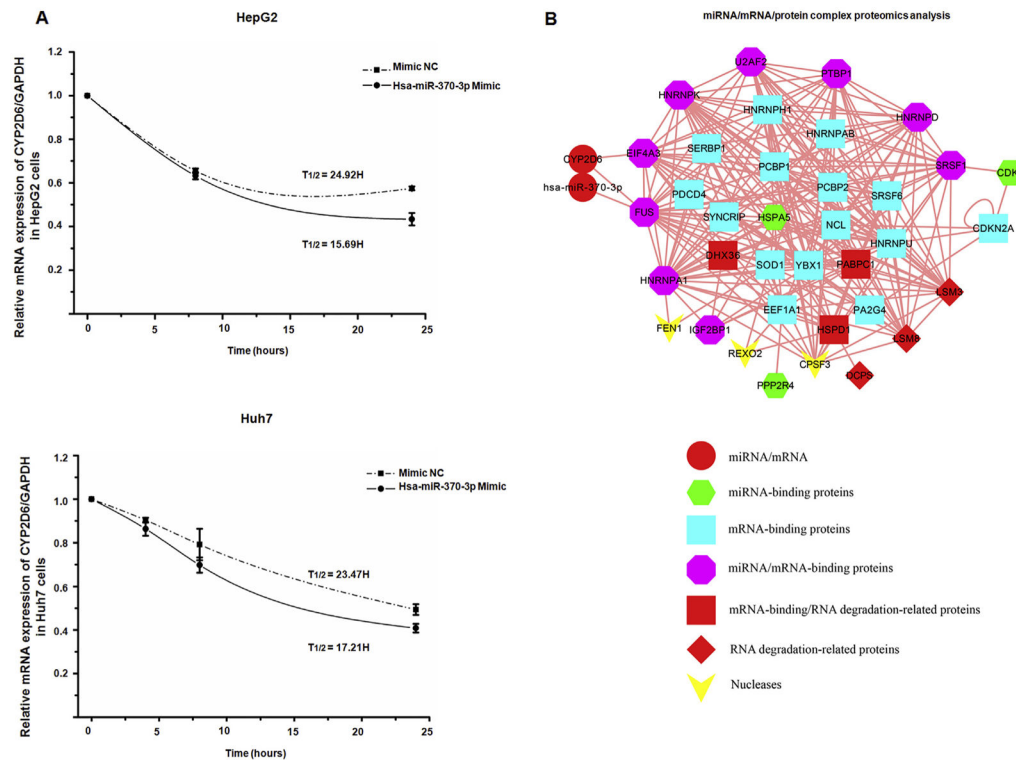 A
HepG2
Relative mRNA expression of CYP2D6/GAPDH
in HepG2 cells
1.2
1.0
0.8
0.6
0.4
0.2
Mimic NC
Hsa-miR-370-3p Mimic
T1/2 = 24.92H
T1/2 = 15.69H
0
5
10
15
20
25
Time (hours)
Huh7
Relative mRNA expression of CYP2D6/GAPDH
in Huh7 cells
1.2
1.0
0.8
0.6
0.4
0.2
Mimic NC
Hsa-miR-370-3p Mimic
T1/2 = 23.47H
T1/2 = 17.21H
0
5
10
15
20
25
Time (hours)
B
miRNA/mRNA/protein complex proteomics analysis
U2AF2
PTBP1
HNRNPK
HNRNPH1
HNRNPD
HNRNPAB
SERBP1
EIF4A3
CYP2D6
PCBP1
SRSF1
CDK
hsa-miR-370-3p
PCBP2
PDCD4
SRSF6
FUS
SYNCRIP
HSPA5
NCL
CDKN2A
HNRNPU
DHX36
SOD1
YBX1
PABPC1
HNRNPA1
LSM3
EEF1A1
PA2G4
FEN1
IGF2BP1
HSPD1
LSM8
REXO2
CPSF3
DCPS
PPP2R4
miRNA/mRNA
miRNA-binding proteins
mRNA-binding proteins
miRNA/mRNA-binding proteins
mRNA-binding/RNA degradation-related proteins
RNA degradation-related proteins
Nucleases